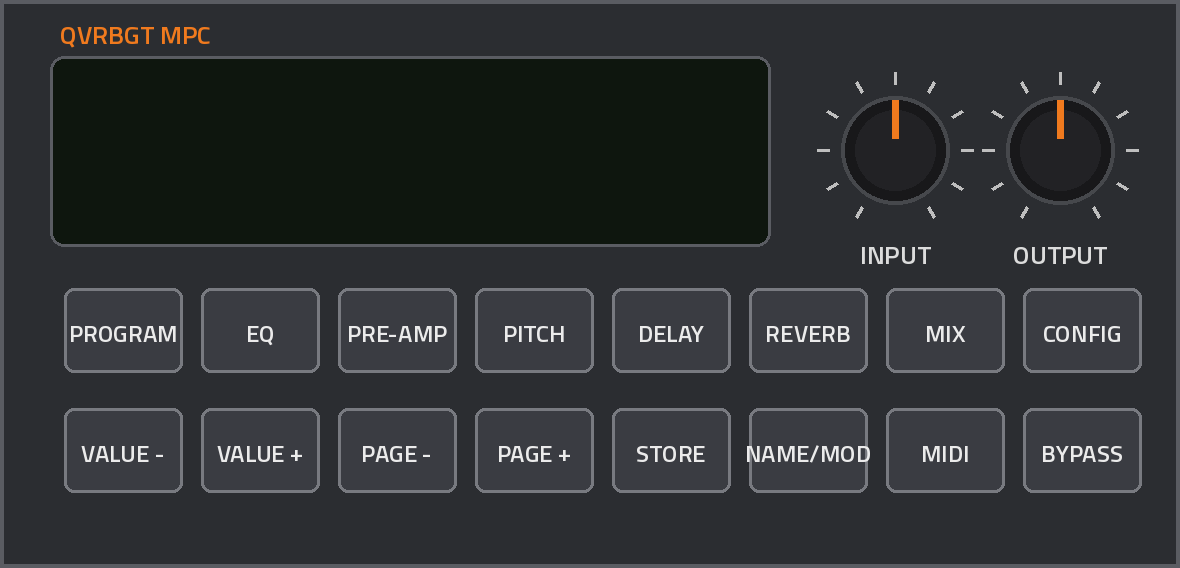 QVRBGT MPC
INPUT
OUTPUT
PROGRAM
EQ
PRE-AMP
PITCH
DELAY
REVERB
MIX
CONFIG
VALUE -
VALUE +
PAGE -
PAGE +
STORE
NAME/MOD
MIDI
BYPASS